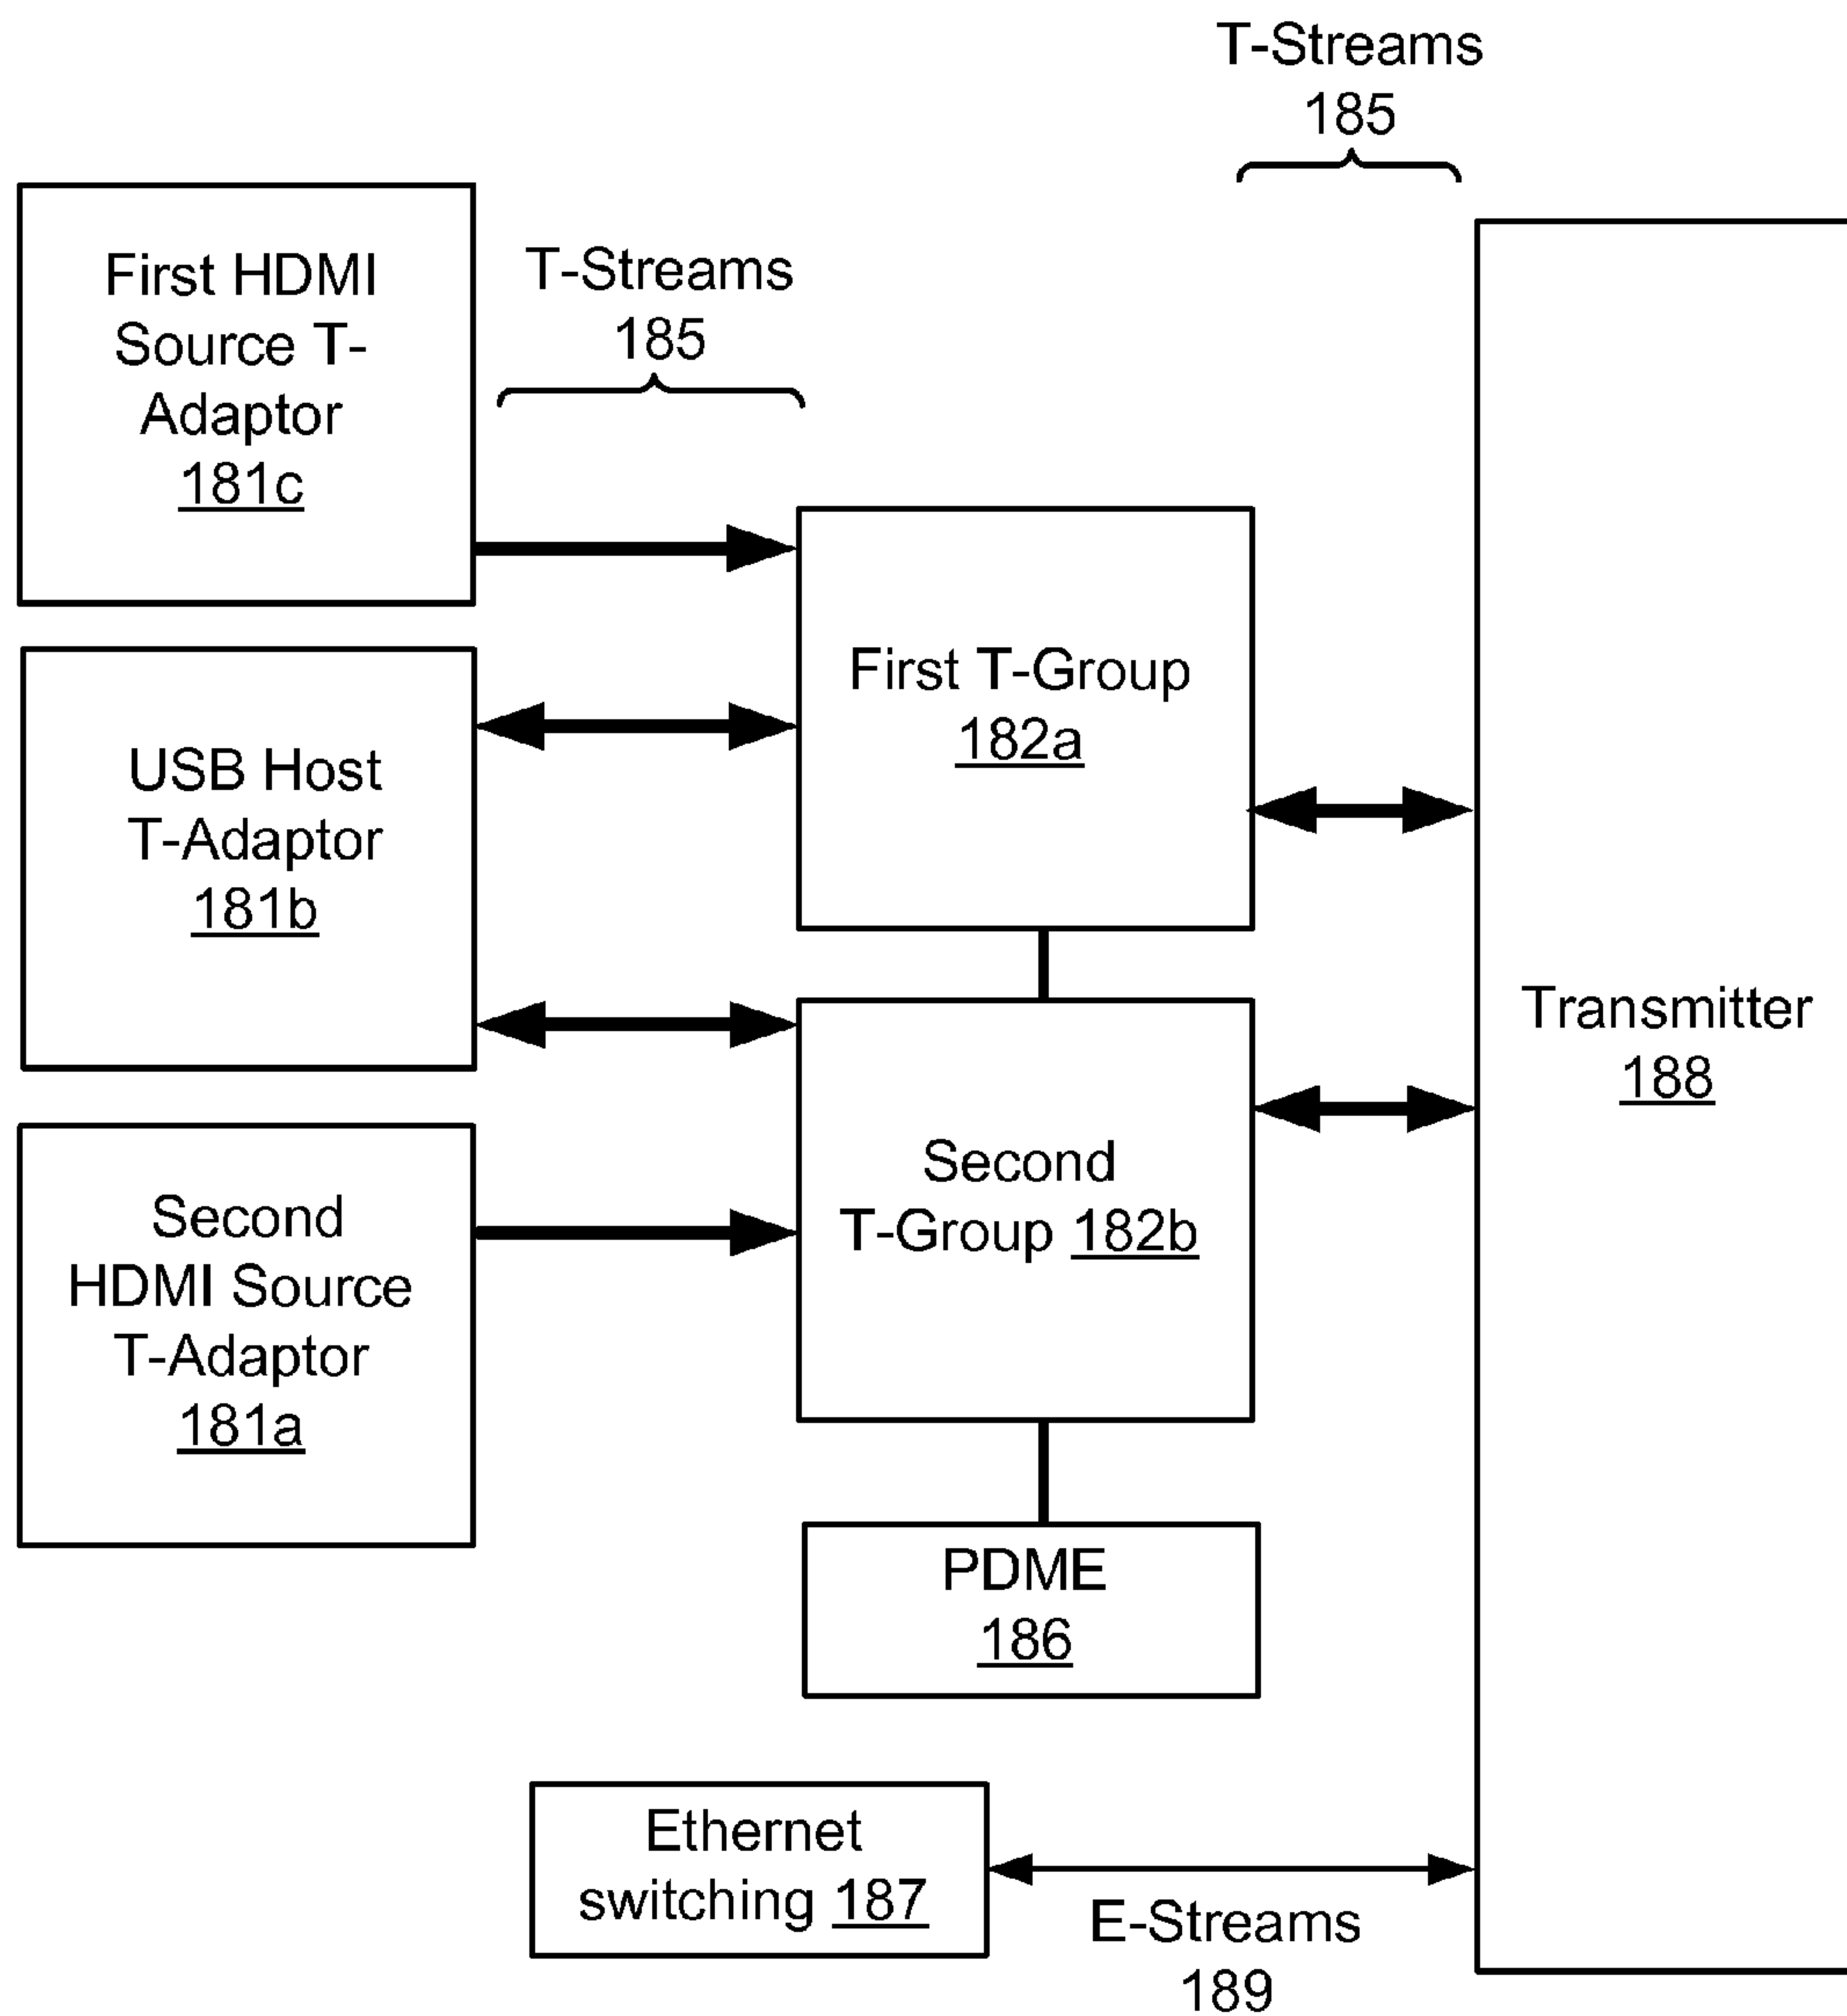 T-Streams
185
First HDMI
Source T-
Adaptor
181c
T-Streams
185
First T-Group
182a
USB Host
T-Adaptor
181b
Transmitter
188
Second
HDMI Source
T-Adaptor
181a
Second
T-Group 182b
PDME
186
Ethernet
switching 187
E-Streams
189